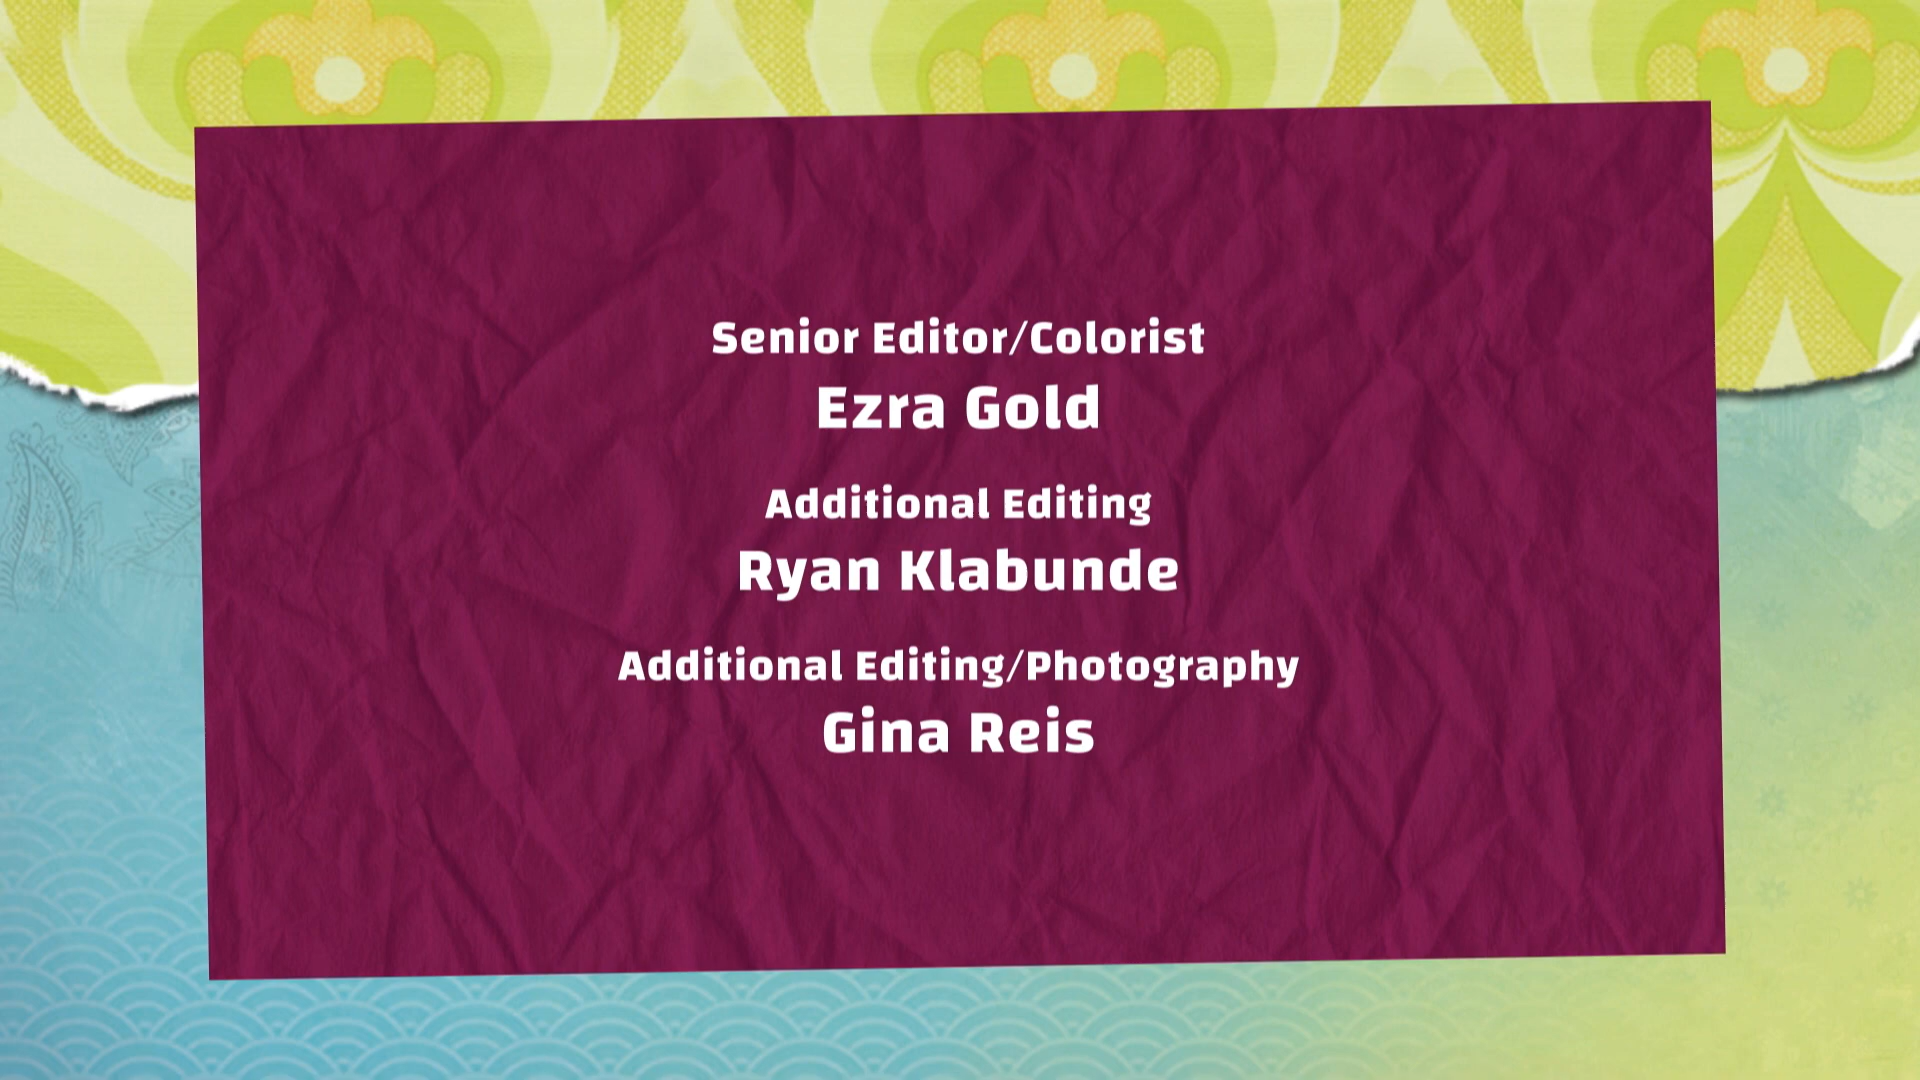 Senior Editor/Colorist
Ezra Gold
Additional Editing
Ryan Klabunde
Additional Editing/Photography
Gina Reis